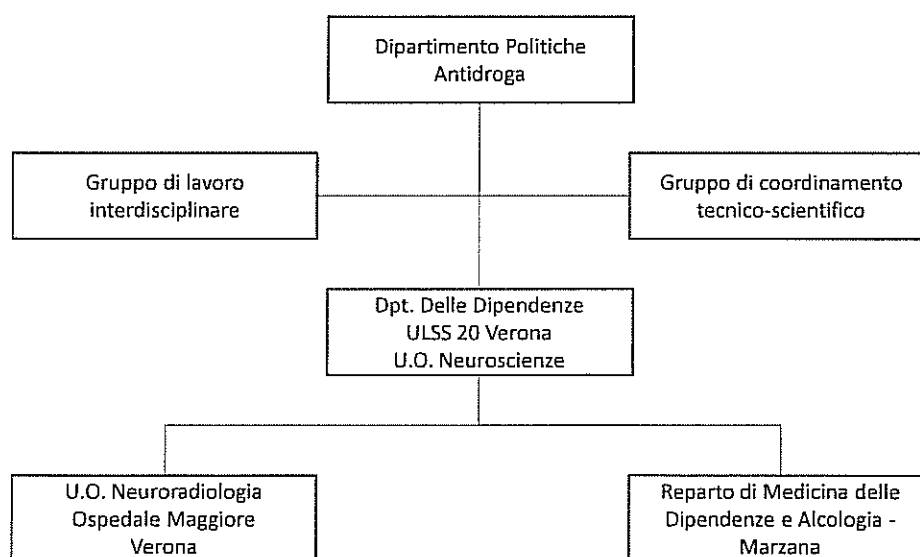 Dipartimento Politiche
Antidroga
Gruppo di lavoro
interdisciplinare
Gruppo di coordinamento
tecnico-scientifico
Dpt. Delle Dipendenze
ULSS 20 Verona
U.O. Neuroscienze
U.O. Neuroradiologia
Ospedale Maggiore
Verona
Reparto di Medicina delle
Dipendenze e Alcologia -
Marzana